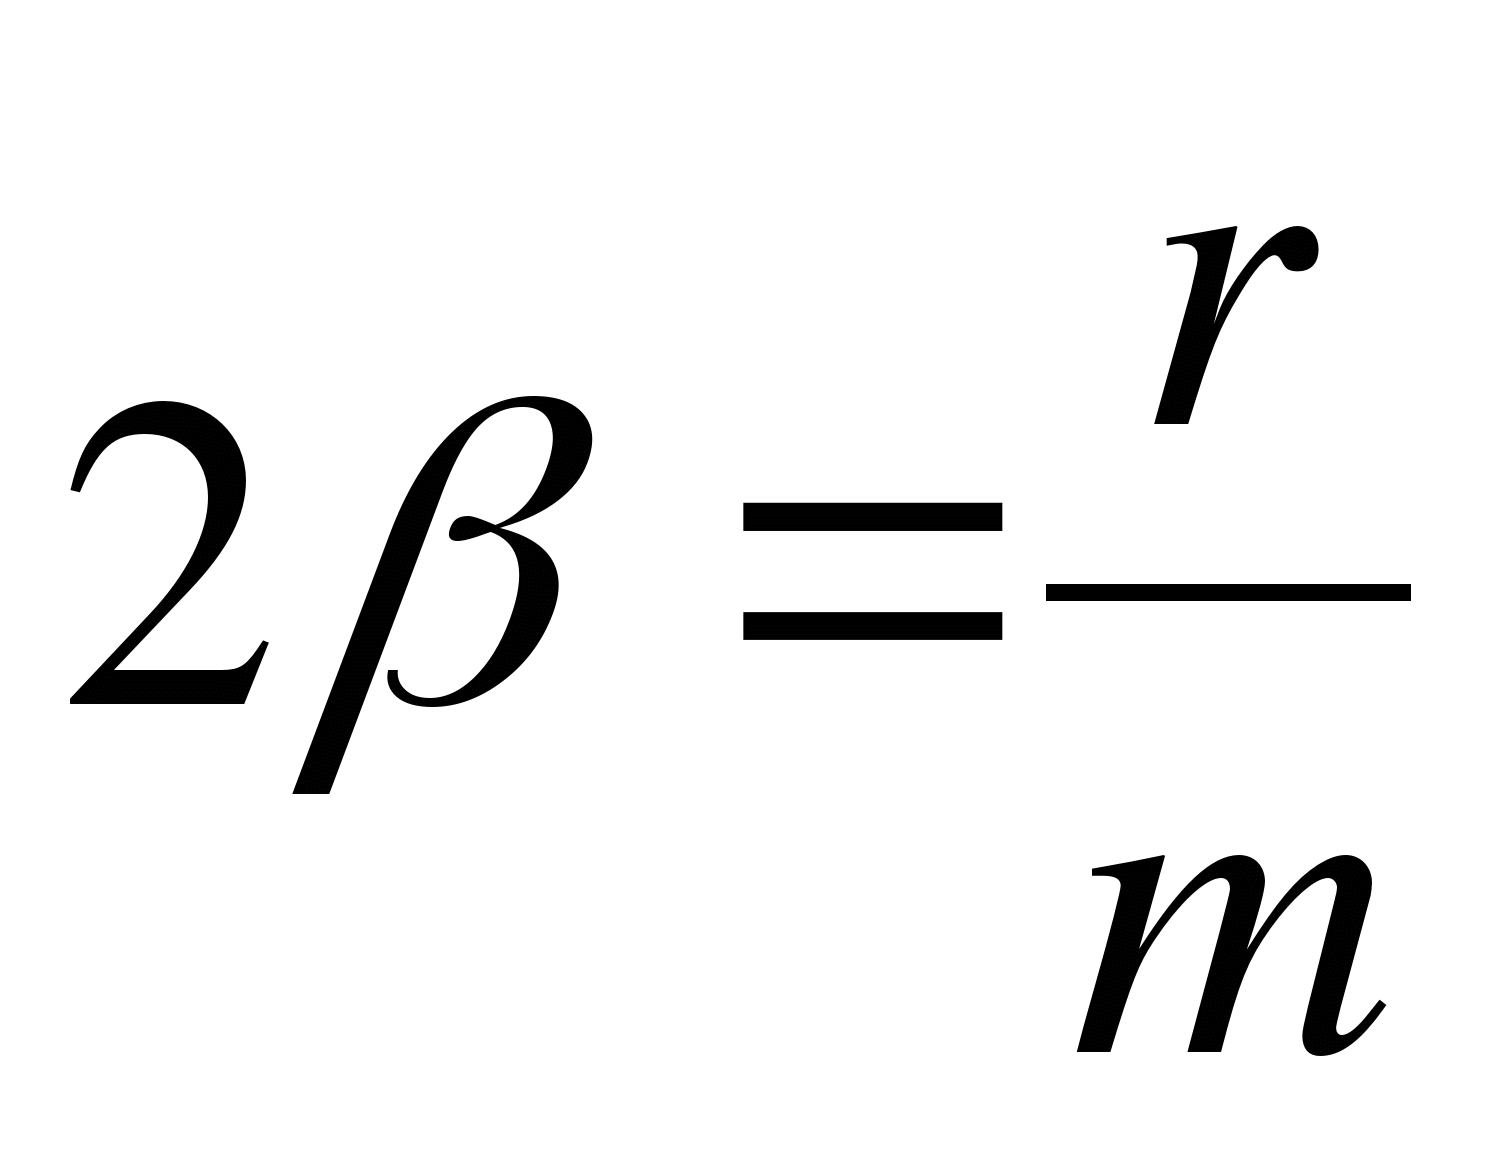 2β = r/m